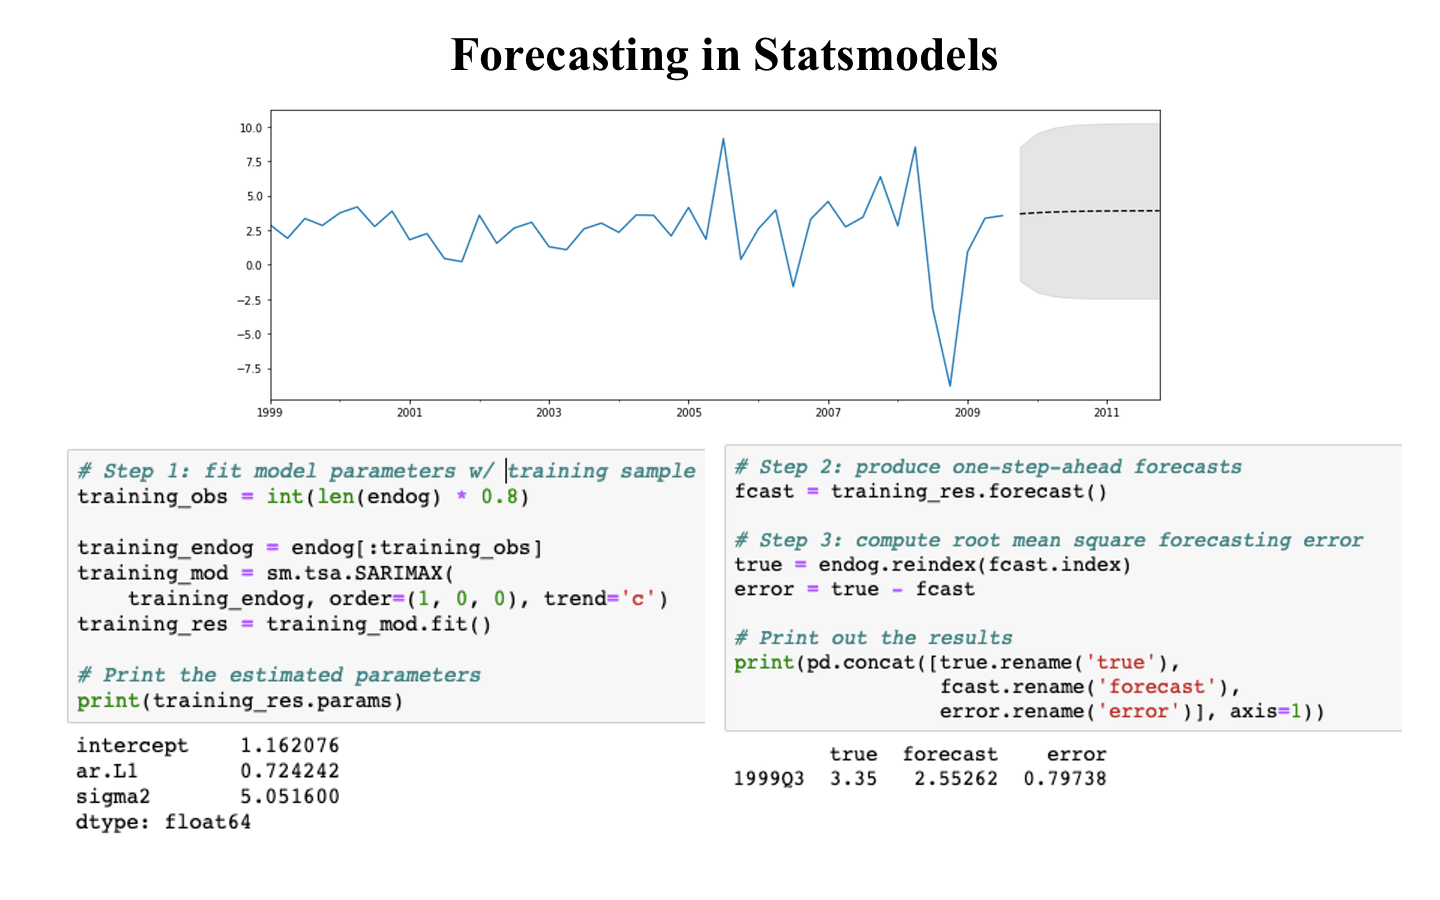 Forecasting in Statsmodels
10.0
7.5
5.0
2.5
0.0
−2.5
−5.0
−7.5
1999 2001 2003 2005 2007 2009 2011
# Step 1: fit model parameters w/ training sample
training_obs = int(len(endog) * 0.8)
training_endog = endog[:training_obs]
training_mod = sm.tsa.SARIMAX(
    training_endog, order=(1, 0, 0), trend='c')
training_res = training_mod.fit()
# Print the estimated parameters
print(training_res.params)
intercept    1.162076
ar.L1        0.724242
sigma2       5.051600
dtype: float64
# Step 2: produce one-step-ahead forecasts
fcast = training_res.forecast()
# Step 3: compute root mean square forecasting error
true = endog.reindex(fcast.index)
error = true - fcast
# Print out the results
print(pd.concat([true.rename('true'),
                 fcast.rename('forecast'),
                 error.rename('error')], axis=1))
        true  forecast    error
1999Q3  3.35   2.55262  0.79738